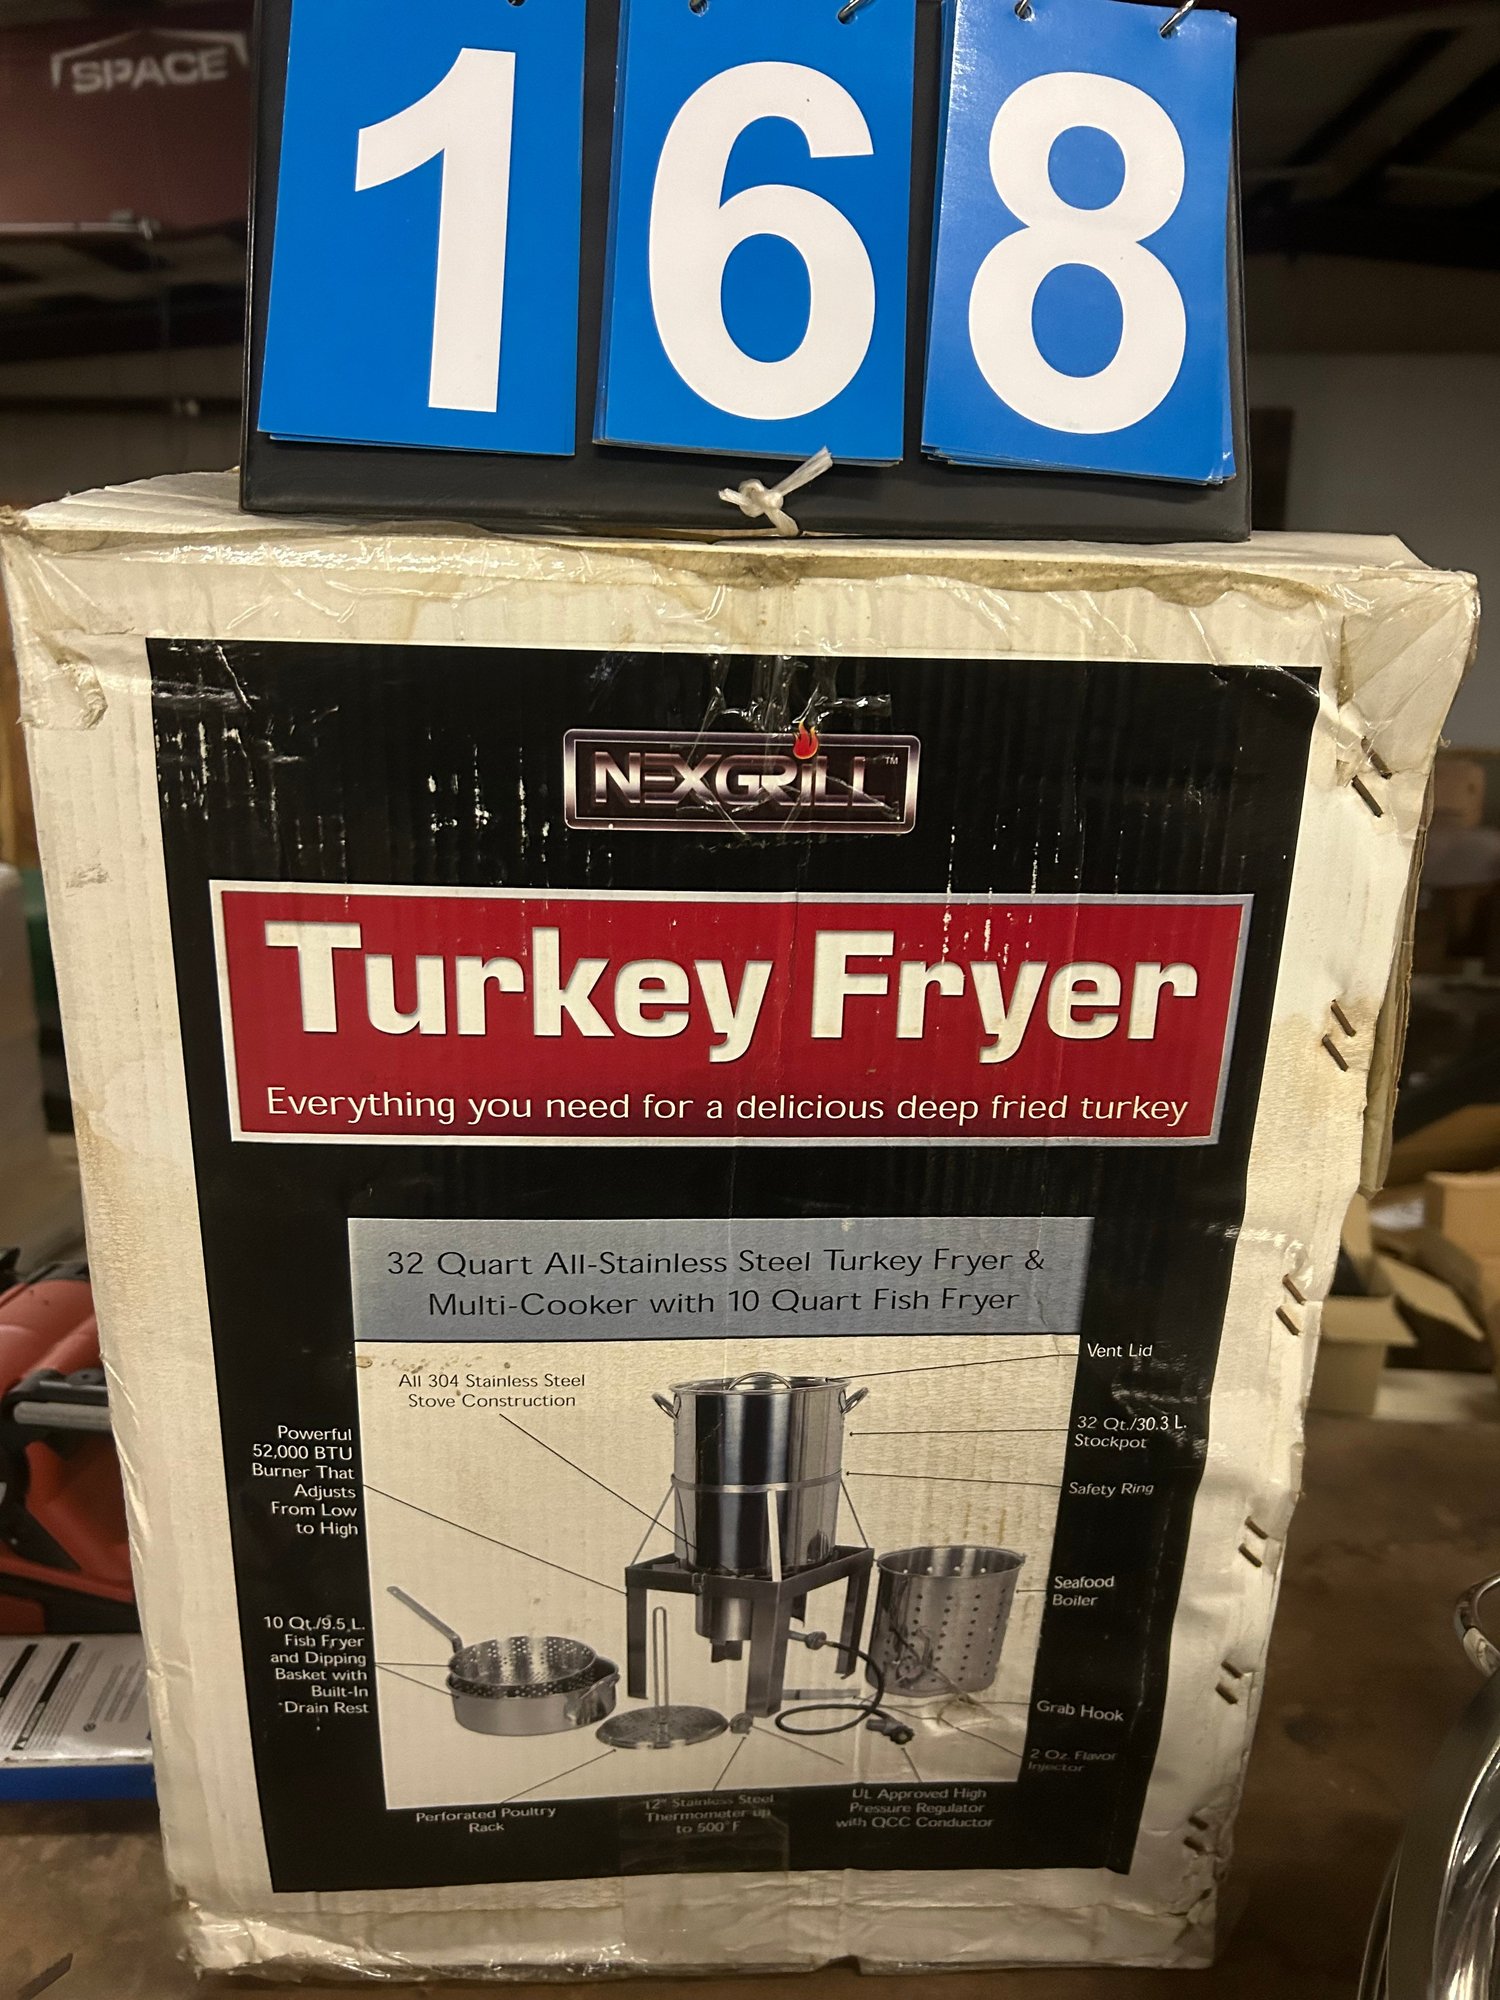 SPACE
168
NEXGRILL™
Turkey Fryer
Everything you need for a delicious deep fried turkey
32 Quart All-Stainless Steel Turkey Fryer &
Multi-Cooker with 10 Quart Fish Fryer
All 304 Stainless Steel
Stove Construction
Powerful
52,000 BTU
Burner That
Adjusts
From Low
to High
10 Qt./9.5 L.
Fish Fryer
and Dipping
Basket with
Built-In
Drain Rest
Vent Lid
32 Qt./30.3 L.
Stockpot
Safety Ring
Seafood
Boiler
Grab Hook
2 Oz. Flavor
Injector
Perforated Poultry
Rack
12" Stainless Steel
Thermometer up
to 500°F
UL Approved High
Pressure Regulator
with QCC Conductor